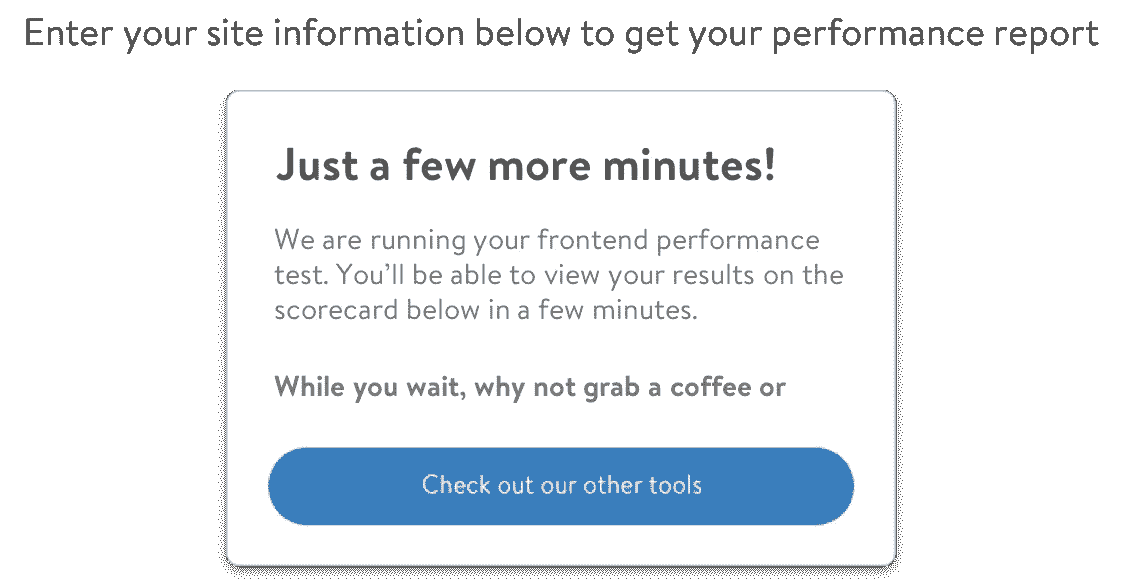 Enter your site information below to get your performance report
Just a few more minutes!
We are running your frontend performance
test. You'll be able to view your results on the
scorecard below in a few minutes.
While you wait, why not grab a coffee or
Check out our other tools